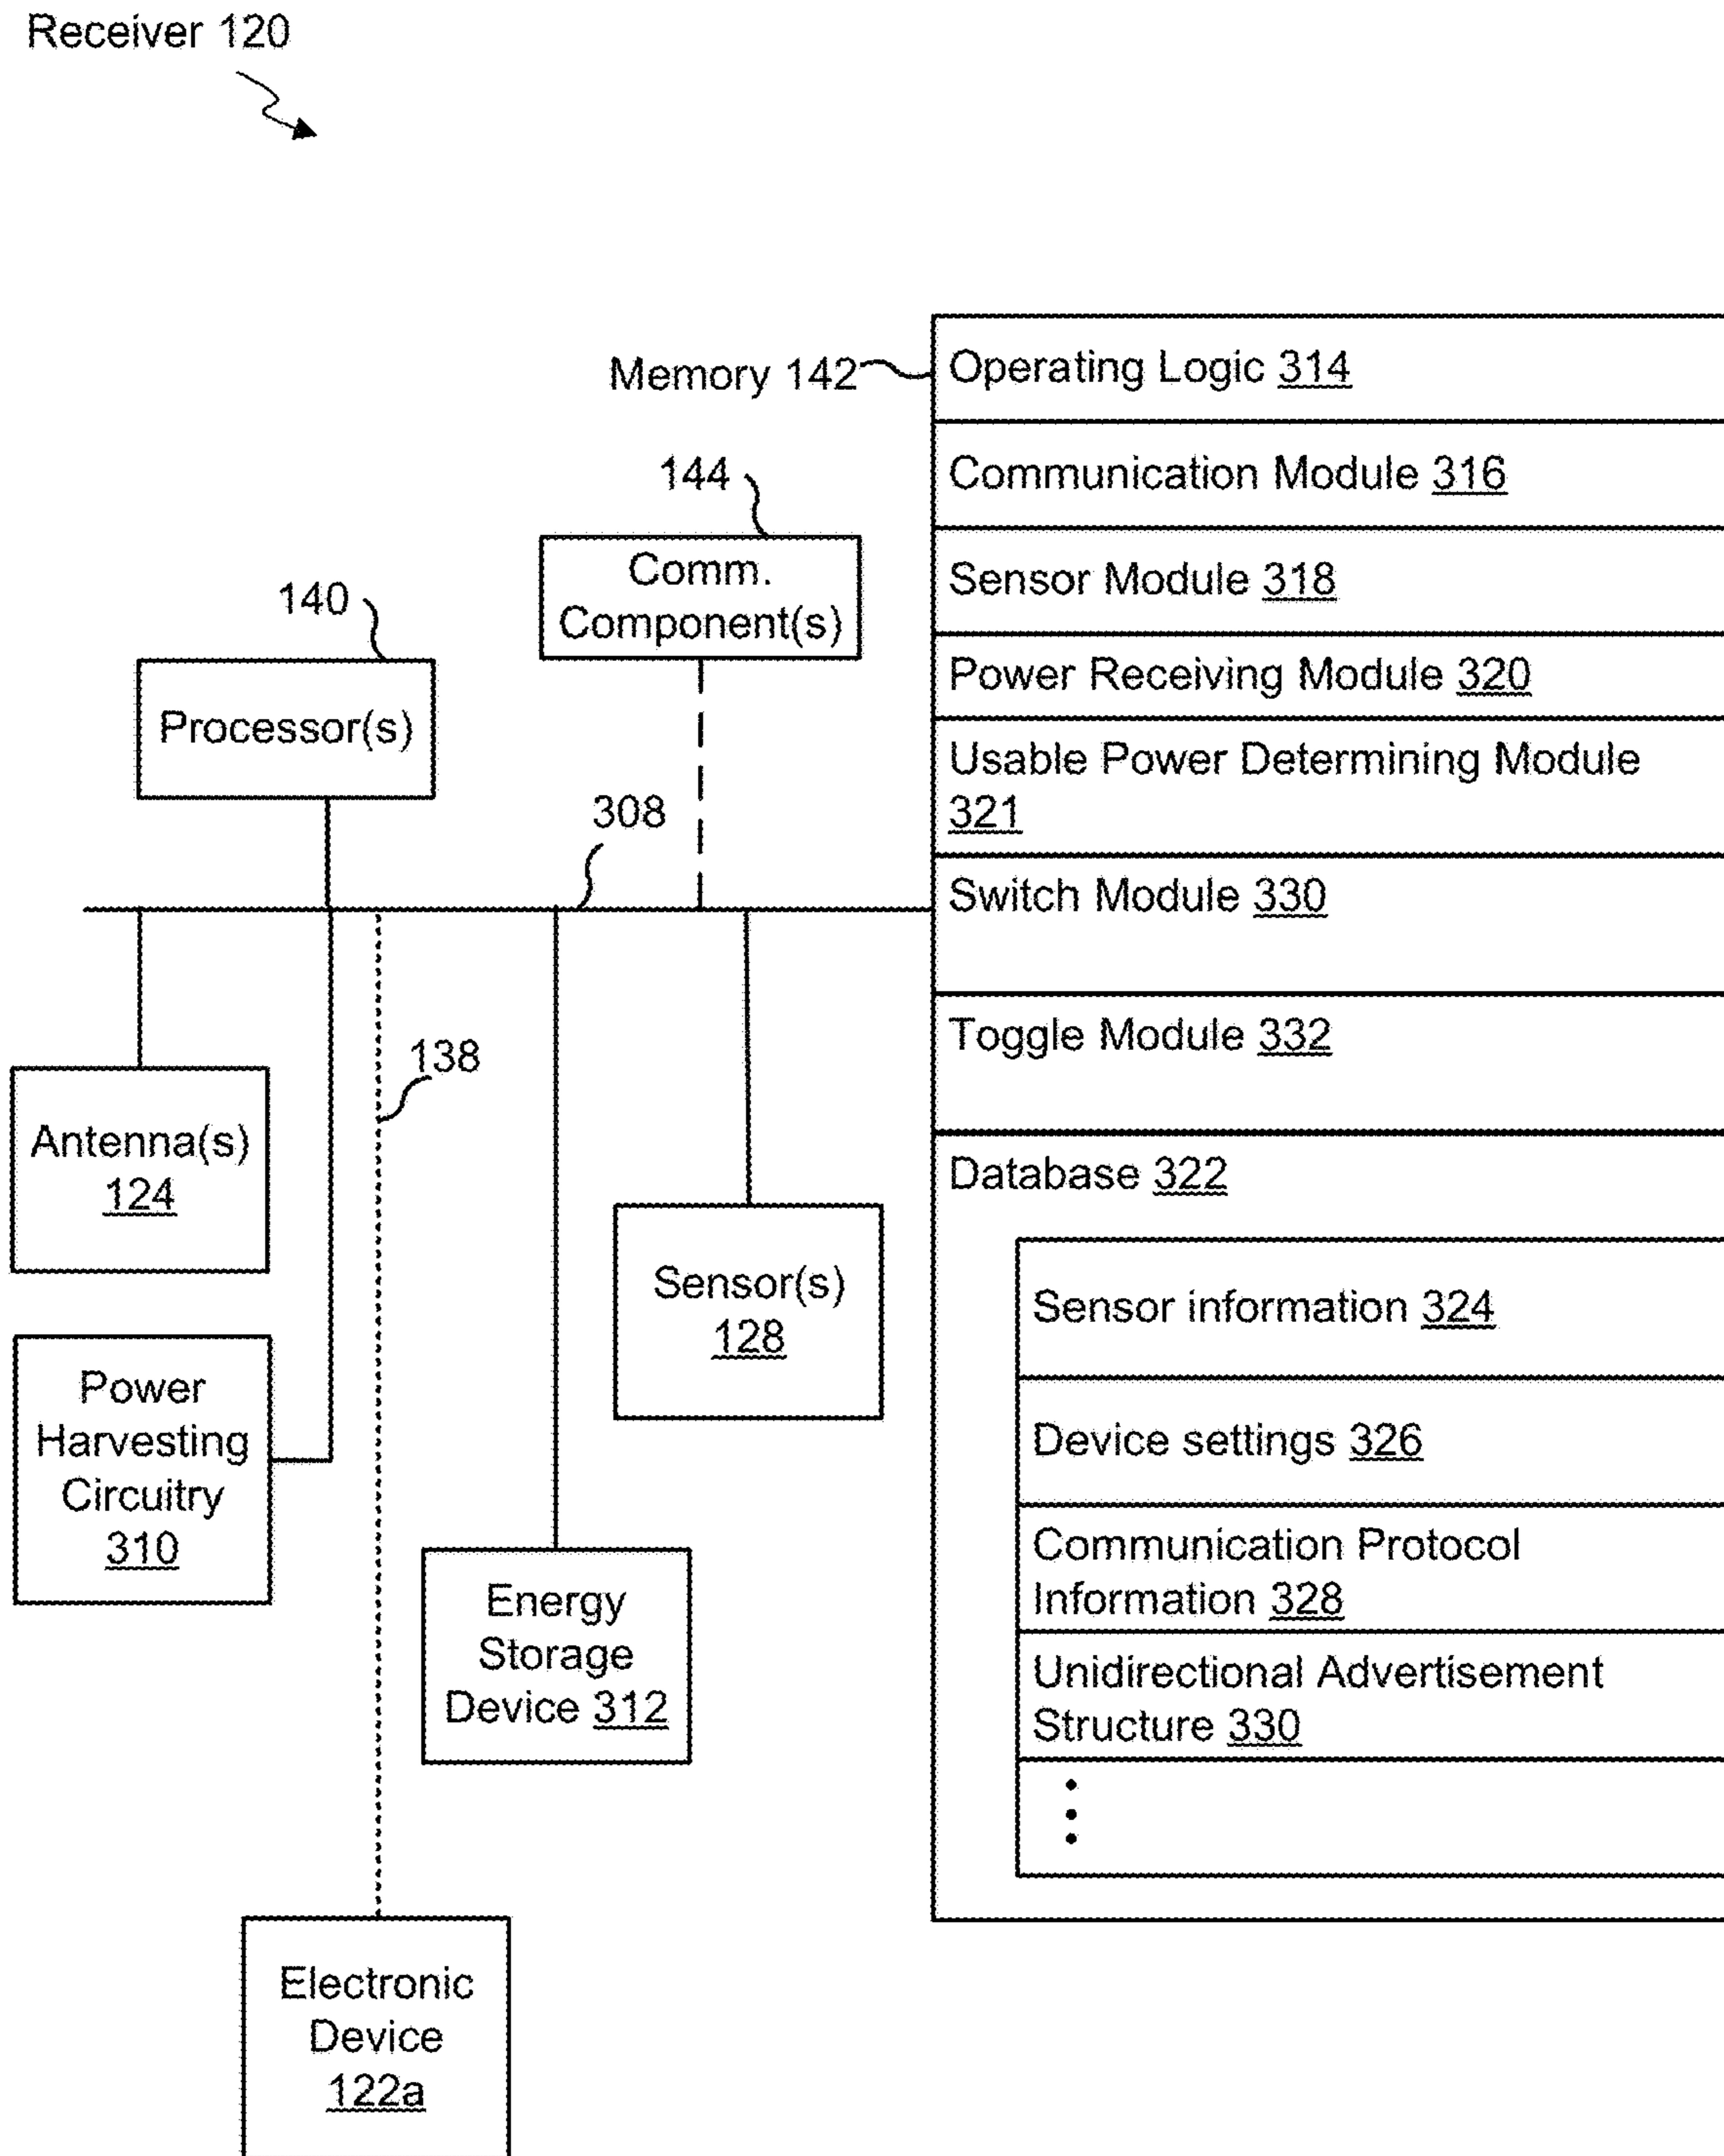 Receiver 120
Memory 142
Operating Logic 314
Communication Module 316
Sensor Module 318
Power Receiving Module 320
Usable Power Determining Module
321
Switch Module 330
Toggle Module 332
Database 322
Sensor information 324
Device settings 326
Communication Protocol
Information 328
Unidirectional Advertisement
Structure 330
144
Comm.
Component(s)
140
Processor(s)
308
138
Antenna(s)
124
Power
Harvesting
Circuitry
310
Sensor(s)
128
Energy
Storage
Device 312
Electronic
Device
122a